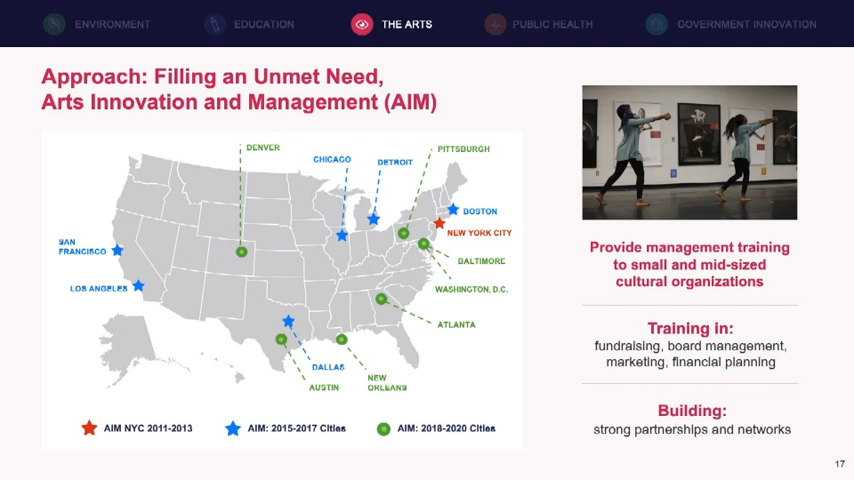 ENVIRONMENT
EDUCATION
THE ARTS
PUBLIC HEALTH
GOVERNMENT INNOVATION
Approach: Filling an Unmet Need,
Arts Innovation and Management (AIM)
DENVER
CHICAGO
DETROIT
PITTSBURGH
BOSTON
NEW YORK CITY
SAN
FRANCISCO
BALTIMORE
LOS ANGELES
WASHINGTON, D.C.
ATLANTA
DALLAS
AUSTIN
NEW
ORLEANS
AIM NYC 2011-2013
AIM: 2015-2017 Cities
AIM: 2018-2020 Cities
Provide management training
to small and mid-sized
cultural organizations
Training in:
fundraising, board management,
marketing, financial planning
Building:
strong partnerships and networks
17